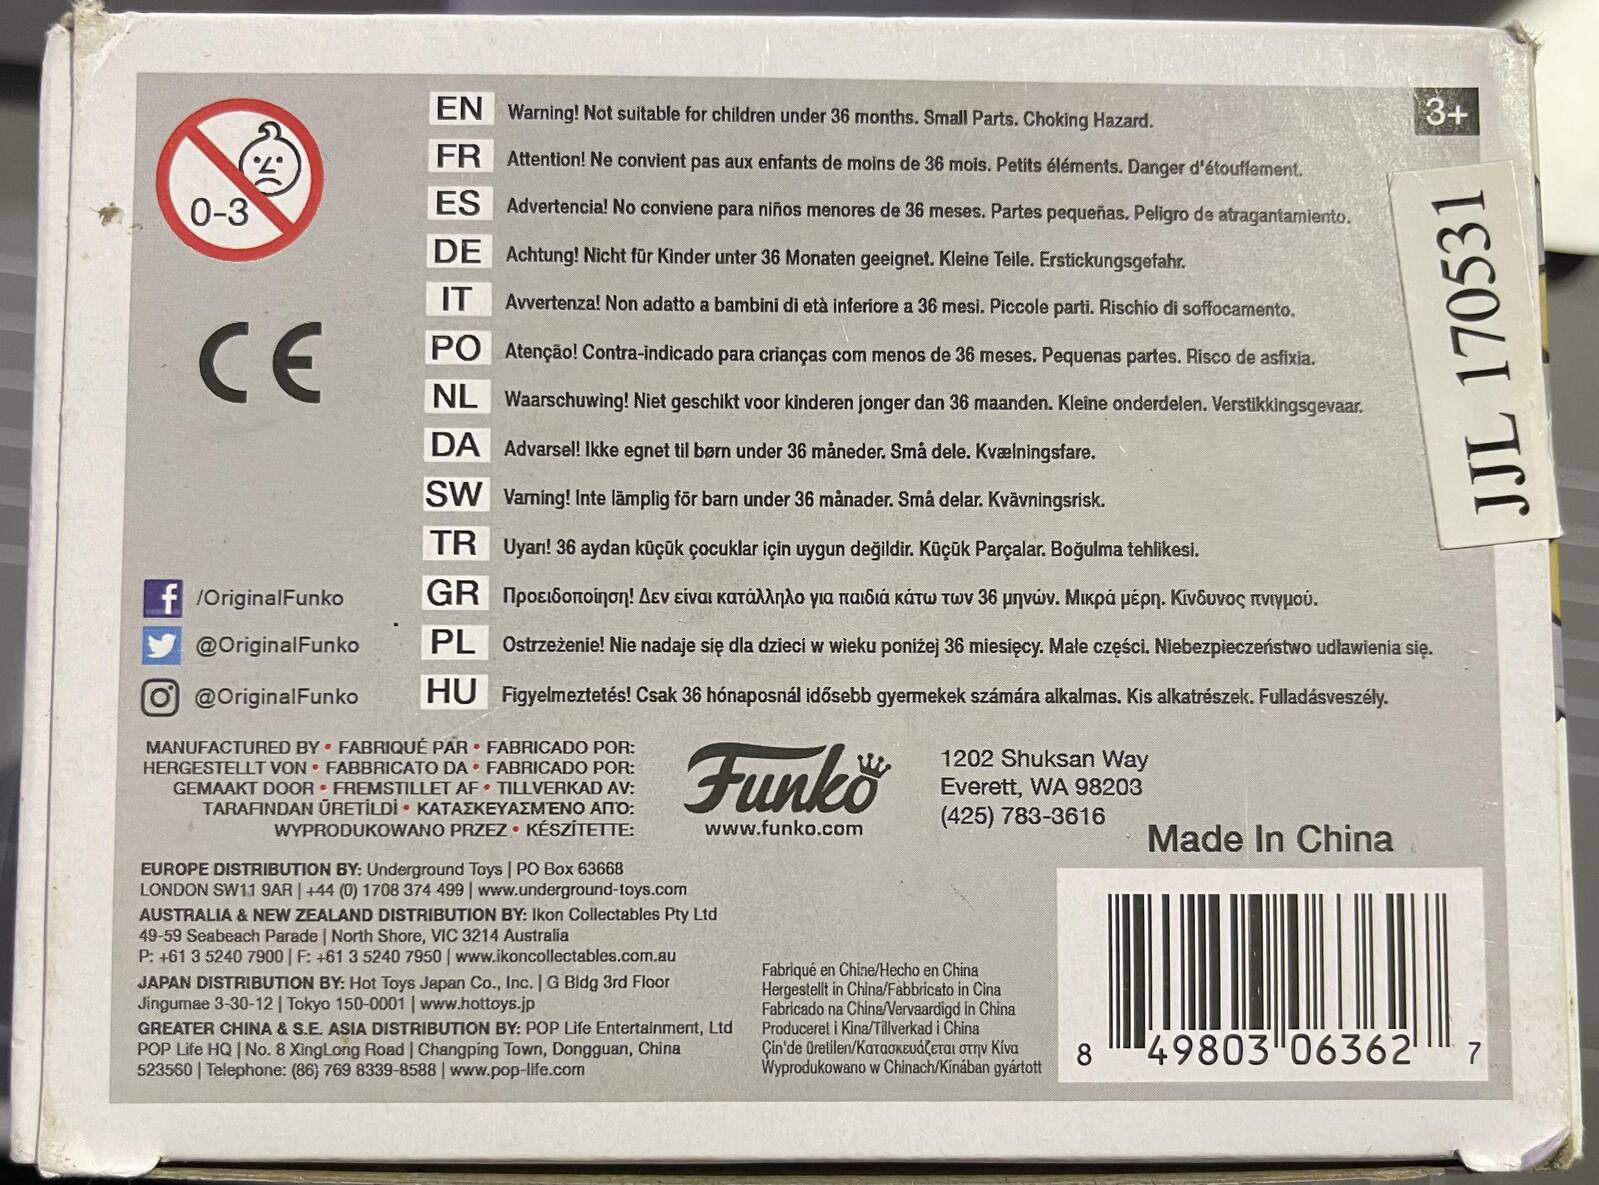 0-3
EN Warning! Not suitable for children under 36 months. Small Parts. Choking Hazard.
3+
FR Attention! Ne convient pas aux enfants de moins de 36 mois. Petits éléments. Danger d'étouffement.
ES Advertencia! No conviene para niños menores de 36 meses. Partes pequeñas. Peligro de atragantamiento.
DE Achtung! Nicht für Kinder unter 36 Monaten geeignet. Kleine Teile. Erstickungsgefahr.
IT Avvertenza! Non adatto a bambini di età inferiore a 36 mesi. Piccole parti. Rischio di soffocamento.
PO Atenção! Contra-indicado para crianças com menos de 36 meses. Pequenas partes. Risco de asfixia.
NL Waarschuwing! Niet geschikt voor kinderen jonger dan 36 maanden. Kleine onderdelen. Verstikkingsgevaar.
DA Advarsel! Ikke egnet til børn under 36 måneder. Små dele. Kvælningsfare.
SW Varning! Inte lämplig för barn under 36 månader. Små delar. Kvävningsrisk.
TR Uyarı! 36 aydan küçük çocuklar için uygun değildir. Küçük Parçalar. Boğulma tehlikesi.
GR Προειδοποίηση! Δεν είναι κατάλληλο για παιδιά κάτω των 36 μηνών. Μικρά μέρη. Κίνδυνος πνιγμού.
PL Ostrzeżenie! Nie nadaje się dla dzieci w wieku poniżej 36 miesięcy. Małe części. Niebezpieczeństwo udławienia się.
HU Figyelmeztetés! Csak 36 hónaposnál idősebb gyermekek számára alkalmas. Kis alkatrészek. Fulladásveszély.
JJL 170531
CE
f /OriginalFunko
@OriginalFunko
@OriginalFunko
MANUFACTURED BY • FABRIQUÉ PAR • FABRICADO POR:
HERGESTELLT VON • FABBRICATO DA • FABRICADO POR:
GEMAAKT DOOR • FREMSTILLET AF • TILLVERKAD AV:
TARAFINDAN ÜRETİLDİ • ΚΑΤΑΣΚΕΥΑΣΜΈΝΟ ΑΠΌ:
WYPRODUKOWANO PRZEZ • KÉSZÍTETTE:
Funko
www.funko.com
1202 Shuksan Way
Everett, WA 98203
(425) 783-3616
Made In China
EUROPE DISTRIBUTION BY: Underground Toys | PO Box 63668
LONDON SW11 9AR | +44 (0) 1708 374 499 | www.underground-toys.com
AUSTRALIA & NEW ZEALAND DISTRIBUTION BY: Ikon Collectables Pty Ltd
49-59 Seabeach Parade | North Shore, VIC 3214 Australia
P: +61 3 5240 7900 | F: +61 3 5240 7950 | www.ikoncollectables.com.au
JAPAN DISTRIBUTION BY: Hot Toys Japan Co., Inc. | G Bldg 3rd Floor
Jingumae 3-30-12 | Tokyo 150-0001 | www.hottoys.jp
GREATER CHINA & S.E. ASIA DISTRIBUTION BY: POP Life Entertainment, Ltd
POP Life HQ | No. 8 XingLong Road | Changping Town, Dongguan, China
523560 | Telephone: (86) 769 8339-8588 | www.pop-life.com
Fabriqué en Chine/Hecho en China
Hergestellt in China/Fabbricato in Cina
Fabricado na China/Vervaardigd in China
Produceret i Kina/Tillverkad i China
Çin'de üretilen/Κατασκευάζεται στην Κίνα
Wyprodukowano w Chinach/Kínában gyártott
8 49803 06362 7